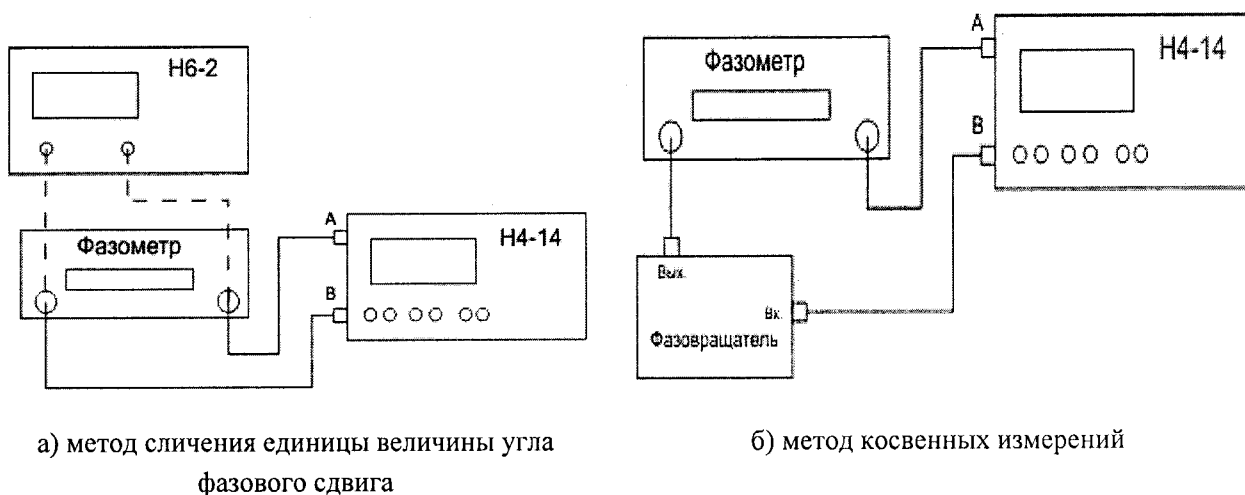 Н6-2
Фазометр
А
В
Н4-14
а) метод сличения единицы величины угла
фазового сдвига
Фазометр
А
В
Н4-14
Вых.
Вх.
Фазовращатель
б) метод косвенных измерений